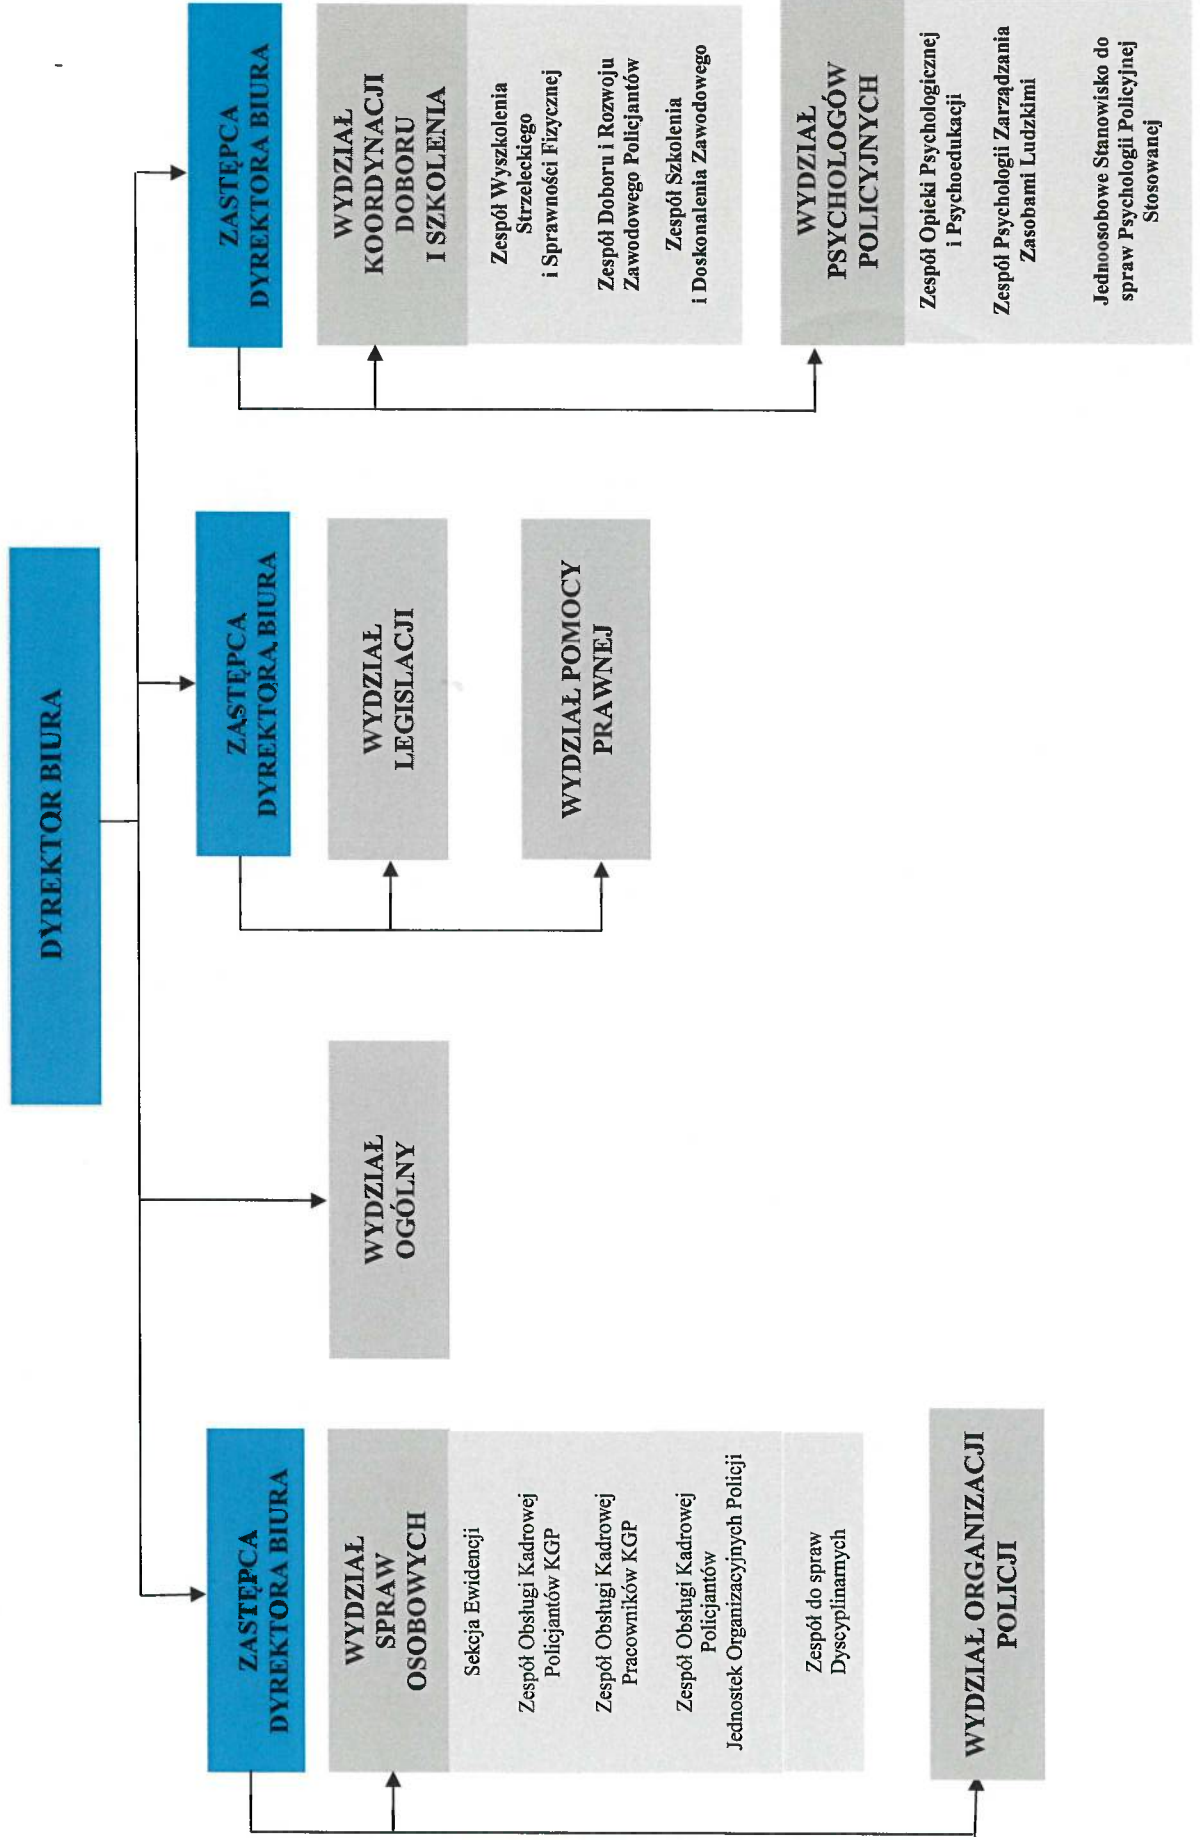 DYREKTOR BIURA
ZASTĘPCA
DYREKTORA BIURA
WYDZIAŁ
SPRAW
OSOBOWYCH
Sekcja Ewidencji
Zespół Obsługi Kadrowej
Policjantów KGP
Zespół Obsługi Kadrowej
Pracowników KGP
Zespół Obsługi Kadrowej
Policjantów
Jednostek Organizacyjnych Policji
Zespół do spraw
Dyscyplinarnych
WYDZIAŁ ORGANIZACJI
POLICJI
WYDZIAŁ
OGÓLNY
ZASTĘPCA
DYREKTORA BIURA
WYDZIAŁ
LEGISLACJI
WYDZIAŁ POMOCY
PRAWNEJ
ZASTĘPCA
DYREKTORA BIURA
WYDZIAŁ
KOORDYNACJI
DOBORU
I SZKOLENIA
Zespół Wyszkolenia
Strzeleckiego
i Sprawności Fizycznej
Zespół Doboru i Rozwoju
Zawodowego Policjantów
Zespół Szkolenia
i Doskonalenia Zawodowego
WYDZIAŁ
PSYCHOLOGÓW
POLICYJNYCH
Zespół Opieki Psychologicznej
i Psychoedukacji
Zespół Psychologii Zarządzania
Zasobami Ludzkimi
Jednoosobowe Stanowisko do
spraw Psychologii Policyjnej
Stosowanej